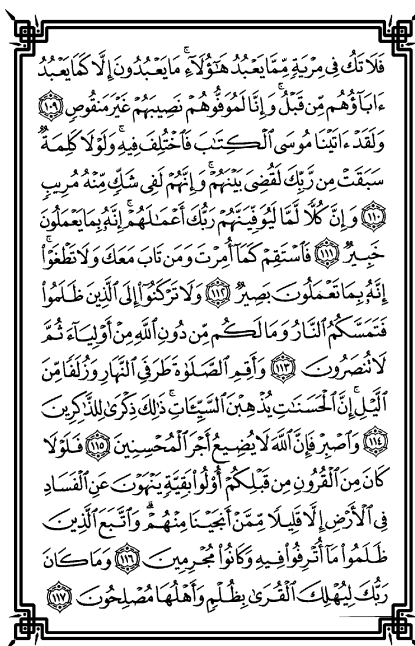 فَلَا تَكُ فِي مِرْيَةٍ مِّمَّا يَعْبُدُ هَٰٓؤُلَآءِ ۚ مَا يَعْبُدُونَ إِلَّا كَمَا يَعْبُدُ
ءَابَآؤُهُم مِّن قَبْلُ ۚ وَإِنَّا لَمُوَفُّوهُمْ نَصِيبَهُمْ غَيْرَ مَنقُوصٍ ١٠٩
وَلَقَدْ ءَاتَيْنَا مُوسَى ٱلْكِتَٰبَ فَٱخْتُلِفَ فِيهِ ۚ وَلَوْلَا كَلِمَةٌ
سَبَقَتْ مِن رَّبِّكَ لَقُضِيَ بَيْنَهُمْ ۚ وَإِنَّهُمْ لَفِي شَكٍّ مِّنْهُ مُرِيبٍ
١١٠ وَإِنَّ كُلًّا لَّمَّا لَيُوَفِّيَنَّهُمْ رَبُّكَ أَعْمَٰلَهُمْ ۚ إِنَّهُۥ بِمَا يَعْمَلُونَ
خَبِيرٌ ١١١ فَٱسْتَقِمْ كَمَآ أُمِرْتَ وَمَن تَابَ مَعَكَ وَلَا تَطْغَوْا۟ ۚ
إِنَّهُۥ بِمَا تَعْمَلُونَ بَصِيرٌ ١١٢ وَلَا تَرْكَنُوٓا۟ إِلَى ٱلَّذِينَ ظَلَمُوا۟
فَتَمَسَّكُمُ ٱلنَّارُ وَمَا لَكُم مِّن دُونِ ٱللَّهِ مِنْ أَوْلِيَآءَ ثُمَّ
لَا تُنصَرُونَ ١١٣ وَأَقِمِ ٱلصَّلَوٰةَ طَرَفَيِ ٱلنَّهَارِ وَزُلَفًا مِّنَ
ٱلَّيْلِ ۚ إِنَّ ٱلْحَسَنَٰتِ يُذْهِبْنَ ٱلسَّيِّـَٔاتِ ۚ ذَٰلِكَ ذِكْرَىٰ لِلذَّٰكِرِينَ
١١٤ وَٱصْبِرْ فَإِنَّ ٱللَّهَ لَا يُضِيعُ أَجْرَ ٱلْمُحْسِنِينَ ١١٥ فَلَوْلَا
كَانَ مِنَ ٱلْقُرُونِ مِن قَبْلِكُمْ أُو۟لُوا۟ بَقِيَّةٍ يَنْهَوْنَ عَنِ ٱلْفَسَادِ
فِي ٱلْأَرْضِ إِلَّا قَلِيلًا مِّمَّنْ أَنجَيْنَا مِنْهُمْ ۗ وَٱتَّبَعَ ٱلَّذِينَ
ظَلَمُوا۟ مَآ أُتْرِفُوا۟ فِيهِ وَكَانُوا۟ مُجْرِمِينَ ١١٦ وَمَا كَانَ
رَبُّكَ لِيُهْلِكَ ٱلْقُرَىٰ بِظُلْمٍ وَأَهْلُهَا مُصْلِحُونَ ١١٧